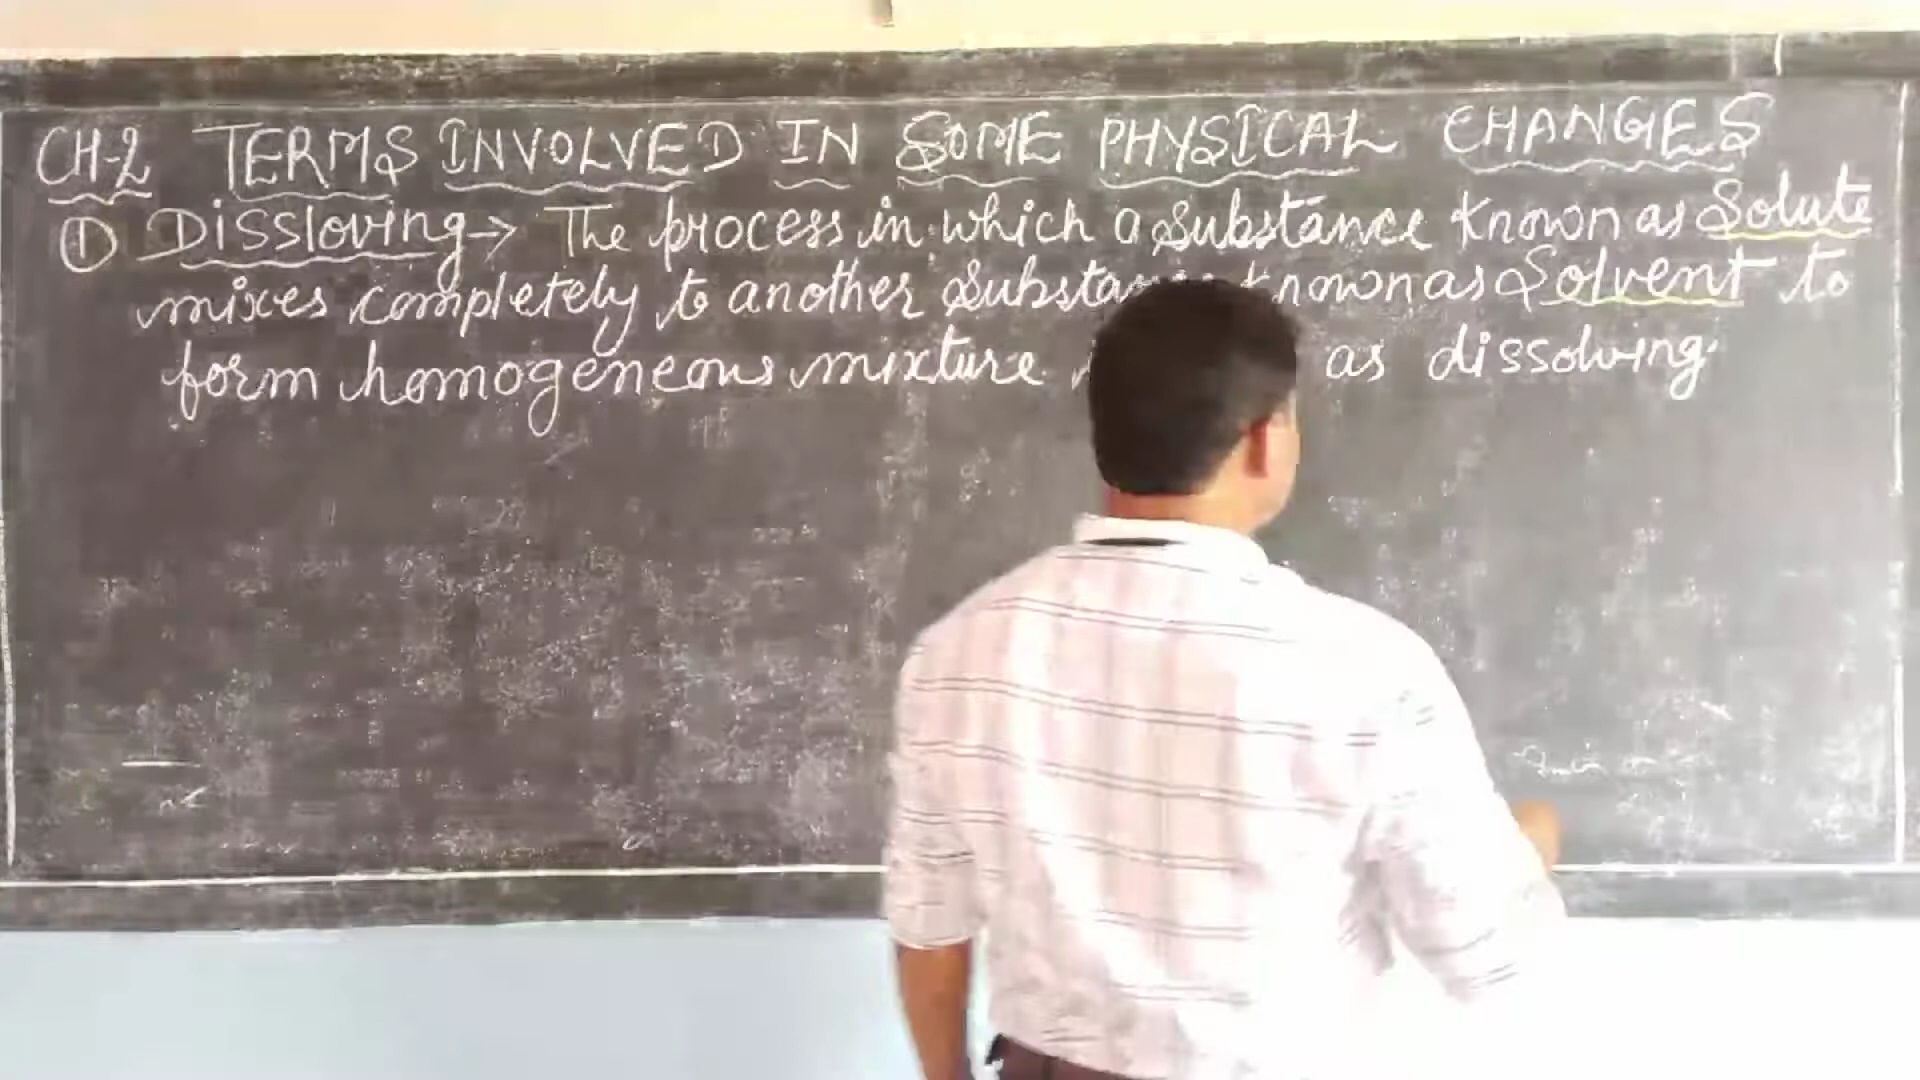 CH-2 TERMS INVOLVED IN SOME PHYSICAL CHANGES
① Dissloving → The process in which a substance known as Solute
mixes completely to another substance known as Solvent to
form homogeneous mixture as dissolving.